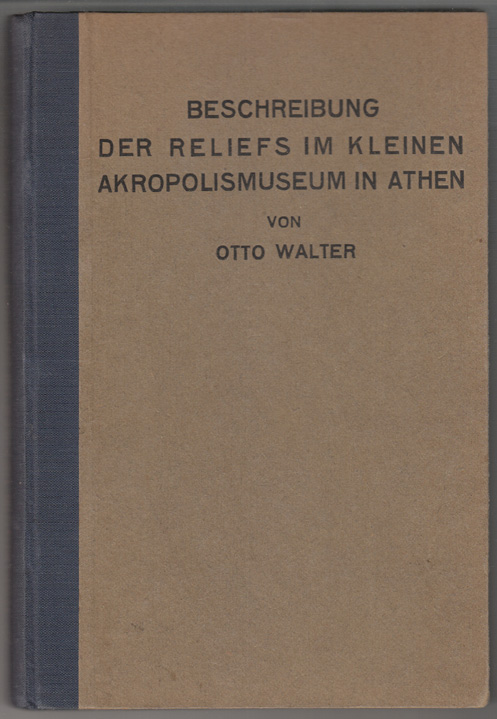 BESCHREIBUNG
DER RELIEFS IM KLEINEN
AKROPOLISMUSEUM IN ATHEN
VON
OTTO WALTER